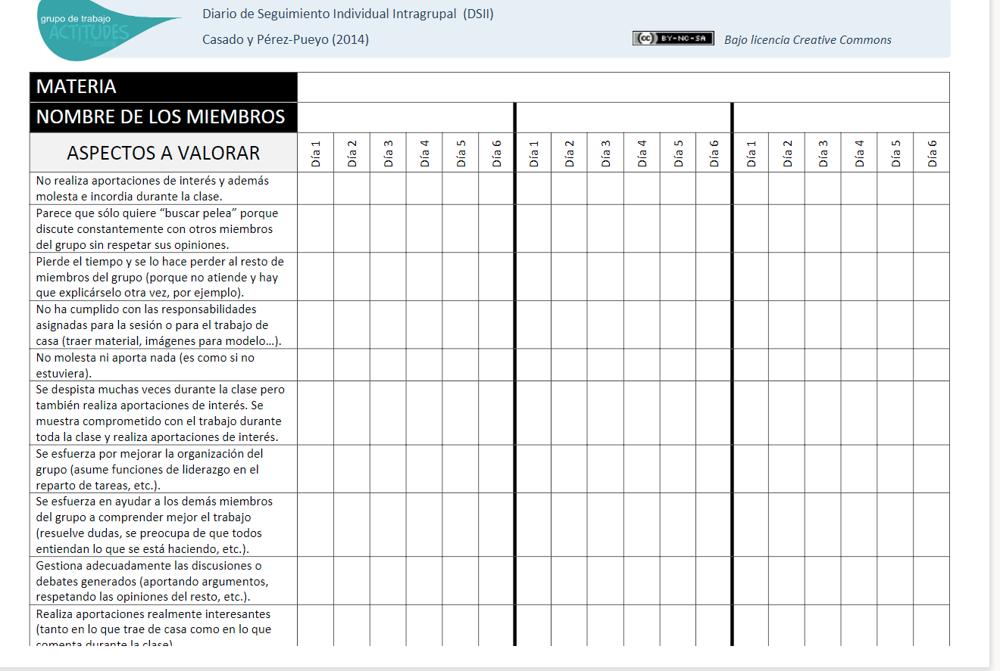 grupo de trabajo
ACTITUDES
Diario de Seguimiento Individual Intragrupal (DSII)
Casado y Pérez-Pueyo (2014)
(cc) BY-NC-SA
Bajo licencia Creative Commons
MATERIA
NOMBRE DE LOS MIEMBROS
ASPECTOS A VALORAR
Día 1
Día 2
Día 3
Día 4
Día 5
Día 6
Día 1
Día 2
Día 3
Día 4
Día 5
Día 6
Día 1
Día 2
Día 3
Día 4
Día 5
Día 6
No realiza aportaciones de interés y además
molesta e incordia durante la clase.
Parece que sólo quiere “buscar pelea” porque
discute constantemente con otros miembros
del grupo sin respetar sus opiniones.
Pierde el tiempo y se lo hace perder al resto de
miembros del grupo (porque no atiende y hay
que explicárselo otra vez, por ejemplo).
No ha cumplido con las responsabilidades
asignadas para la sesión o para el trabajo de
casa (traer material, imágenes para modelo…).
No molesta ni aporta nada (es como si no
estuviera).
Se despista muchas veces durante la clase pero
también realiza aportaciones de interés. Se
muestra comprometido con el trabajo durante
toda la clase y realiza aportaciones de interés.
Se esfuerza por mejorar la organización del
grupo (asume funciones de liderazgo en el
reparto de tareas, etc.).
Se esfuerza en ayudar a los demás miembros
del grupo a comprender mejor el trabajo
(resuelve dudas, se preocupa de que todos
entiendan lo que se está haciendo, etc.).
Gestiona adecuadamente las discusiones o
debates generados (aportando argumentos,
respetando las opiniones del resto, etc.).
Realiza aportaciones realmente interesantes
(tanto en lo que trae de casa como en lo que
comenta durante la clase)